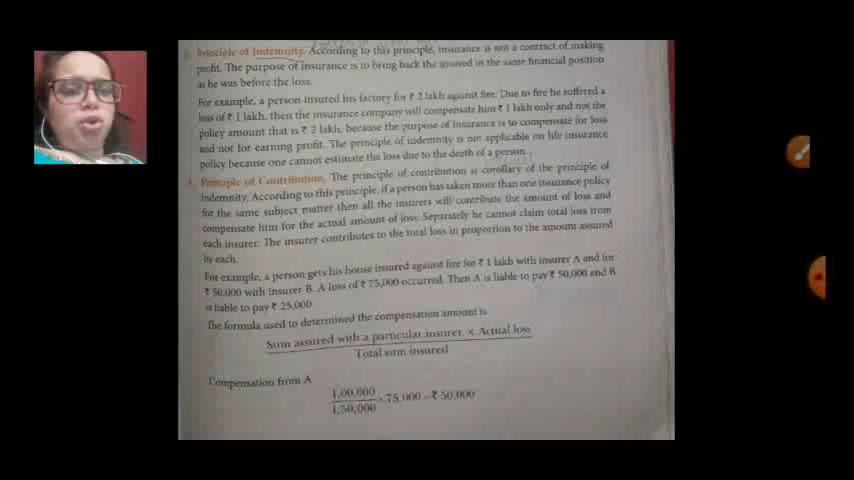 Principle of Indemnity. According to this principle, insurance is not a contract of making
profit. The purpose of insurance is to bring back the insured in the same financial position
as he was before the loss.
For example, a person insured his factory for ₹ 2 lakh against fire. Due to fire he suffered a
loss of ₹ 1 lakh, then the insurance company will compensate him ₹ 1 lakh only and not the
policy amount that is ₹ 2 lakh, because the purpose of insurance is to compensate for loss
and not for earning profit. The principle of indemnity is not applicable on life insurance
policy because one cannot estimate the loss due to the death of a person.
Principle of Contribution. The principle of contribution is corollary of the principle of
indemnity. According to this principle, if a person has taken more than one insurance policy
for the same subject matter then all the insurers will contribute the amount of loss and
compensate him for the actual amount of loss. Separately he cannot claim total loss from
each insurer. The insurer contributes to the total loss in proportion to the amount assured
by each.
For example, a person gets his house insured against fire for ₹ 1 lakh with insurer A and for
₹ 50,000 with insurer B. A loss of ₹ 75,000 occurred. Then A is liable to pay ₹ 50,000 and B
is liable to pay ₹ 25,000
The formula used to determined the compensation amount is
Sum assured with a particular insurer × Actual loss
Total sum insured
Compensation from A
1,00,000
× 75,000 = ₹ 50,000
1,50,000